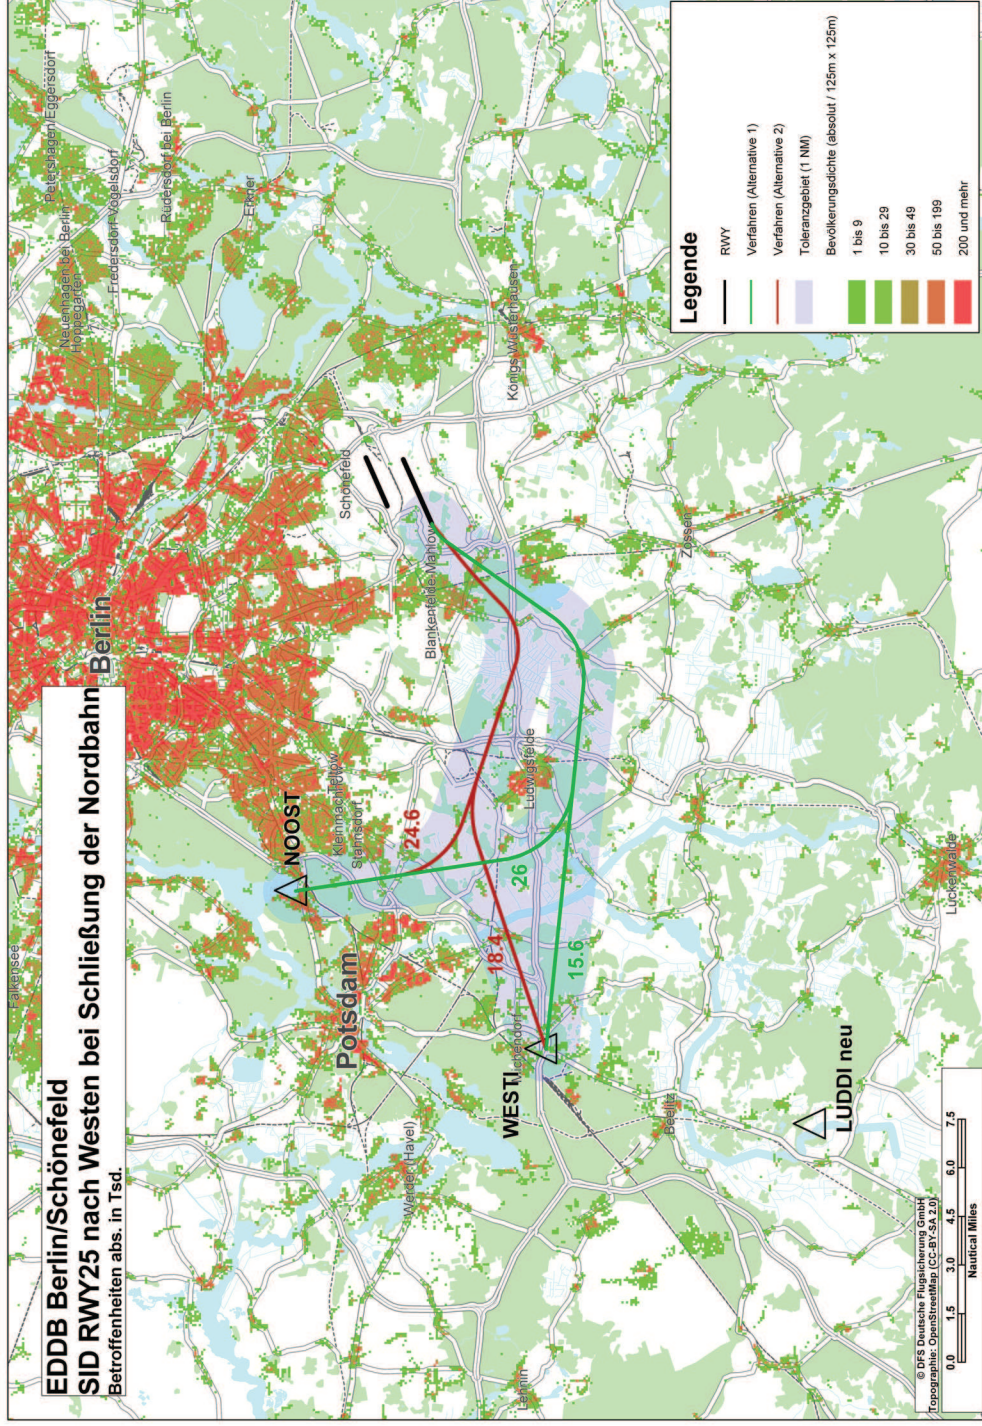 EDDB Berlin/Schönefeld
SID RWY25 nach Westen bei Schließung der Nordbahn
Betroffenheiten abs. in Tsd.
Falkensee
Berlin
Neuenhagen bei Berlin
Hoppegarten
Petershagen/Eggersdorf
Fredersdorf-Vogelsdorf
Rüdersdorf bei Berlin
Erkner
NOOST
Kleinmachnow
Teltow
Stahnsdorf
Schönefeld
Potsdam
Werder (Havel)
24.6
Blankenfelde-Mahlow
Lehnin
WESTI
Michendorf
18.4
26
Ludwigsfelde
Königs Wusterhausen
15.6
Beelitz
Zossen
LUDDI neu
Luckenwalde
Legende
RWY
Verfahren (Alternative 1)
Verfahren (Alternative 2)
Toleranzgebiet (1 NM)
Bevölkerungsdichte (absolut / 125m x 125m)
1 bis 9
10 bis 29
30 bis 49
50 bis 199
200 und mehr
© DFS Deutsche Flugsicherung GmbH
Topographie: OpenStreetMap (CC-BY-SA 2.0)
0.0 1.5 3.0 4.5 6.0 7.5
Nautical Miles